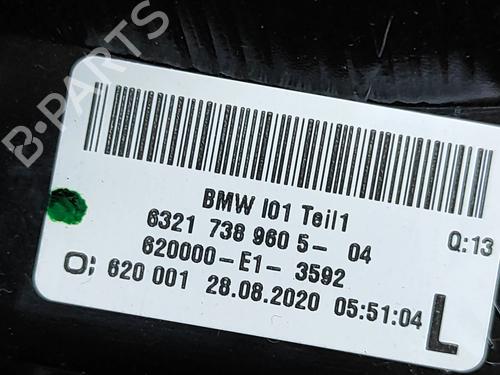 B-PARTS
BMW I01 Teil1
6321 738 960 5- 04
Q:13
620000-E1- 3592
O; 620 001 28.08.2020 05:51:04
L